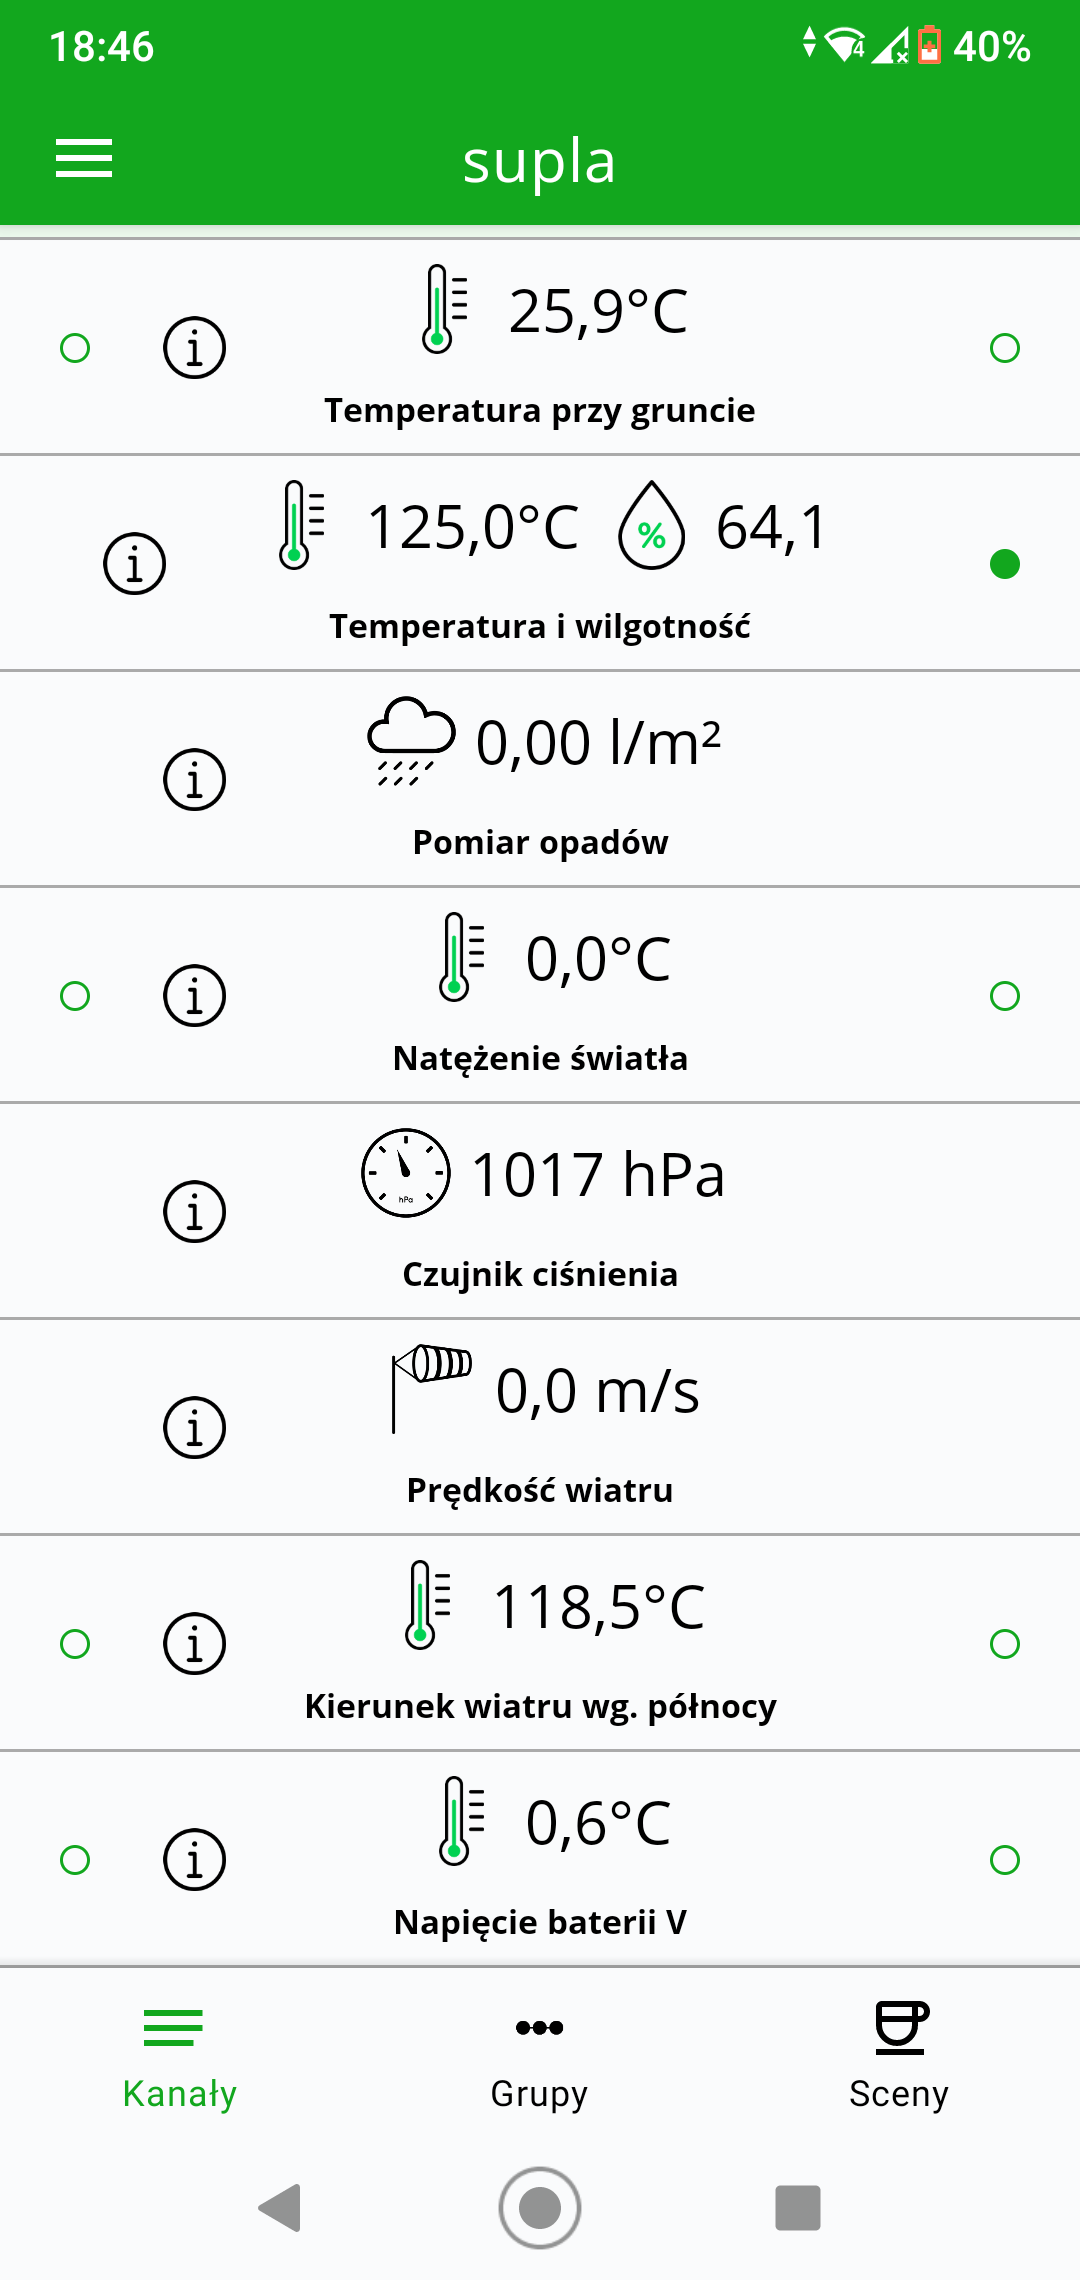 18:46
4
40%
supla
25,9°C
Temperatura przy gruncie
125,0°C % 64,1
Temperatura i wilgotność
0,00 l/m²
Pomiar opadów
0,0°C
Natężenie światła
hPa 1017 hPa
Czujnik ciśnienia
0,0 m/s
Prędkość wiatru
118,5°C
Kierunek wiatru wg. północy
0,6°C
Napięcie baterii V
Kanały Grupy Sceny